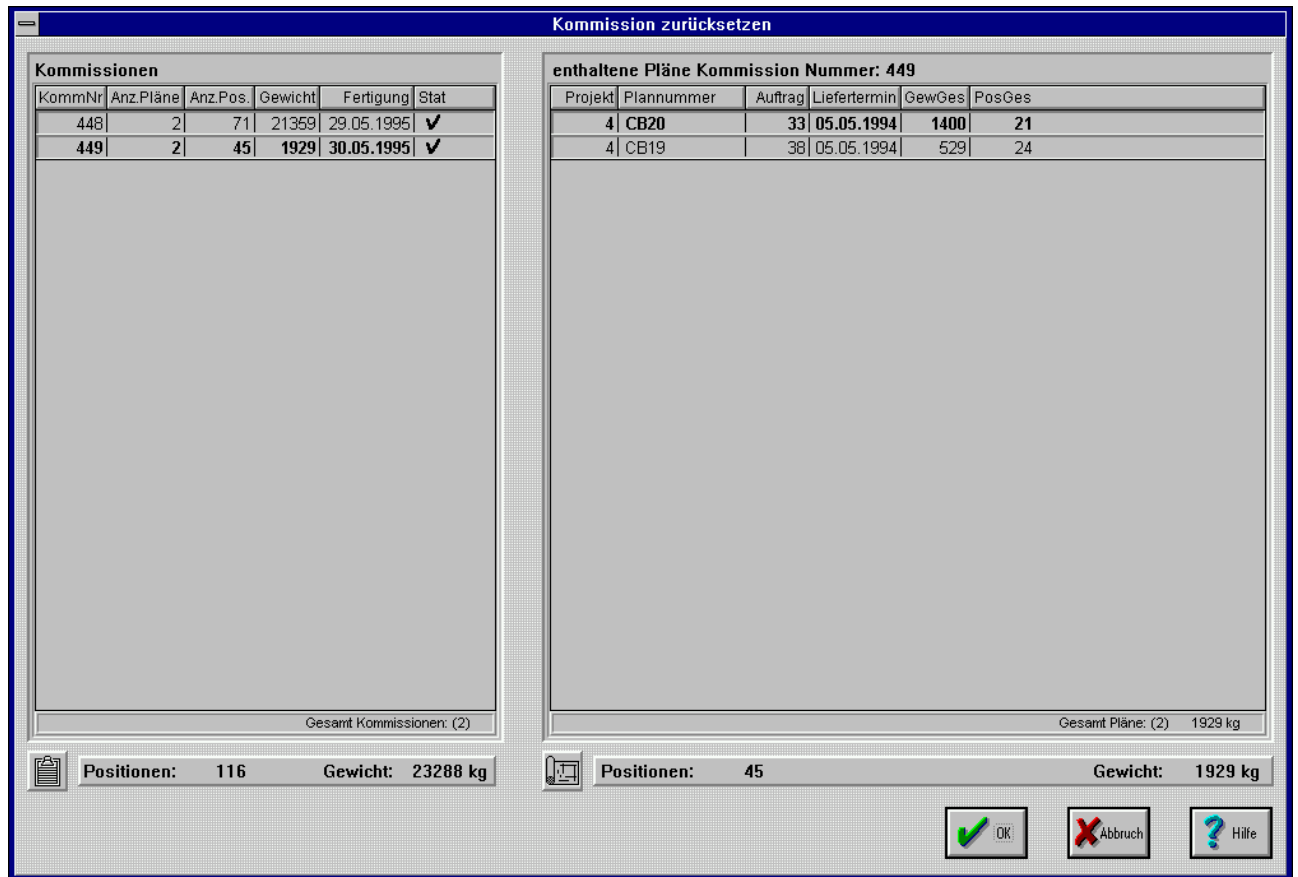 Kommission zurücksetzen
Kommissionen
KommNr Anz.Pläne Anz.Pos. Gewicht Fertigung Stat
448 2 71 21359 29.05.1995 ✔
449 2 45 1929 30.05.1995 ✔
Gesamt Kommissionen: (2)
Positionen: 116 Gewicht: 23288 kg
enthaltene Pläne Kommission Nummer: 449
Projekt Plannummer Auftrag Liefertermin GewGes PosGes
4 CB20 33 05.05.1994 1400 21
4 CB19 38 05.05.1994 529 24
Gesamt Pläne: (2) 1929 kg
Positionen: 45 Gewicht: 1929 kg
OK Abbruch Hilfe